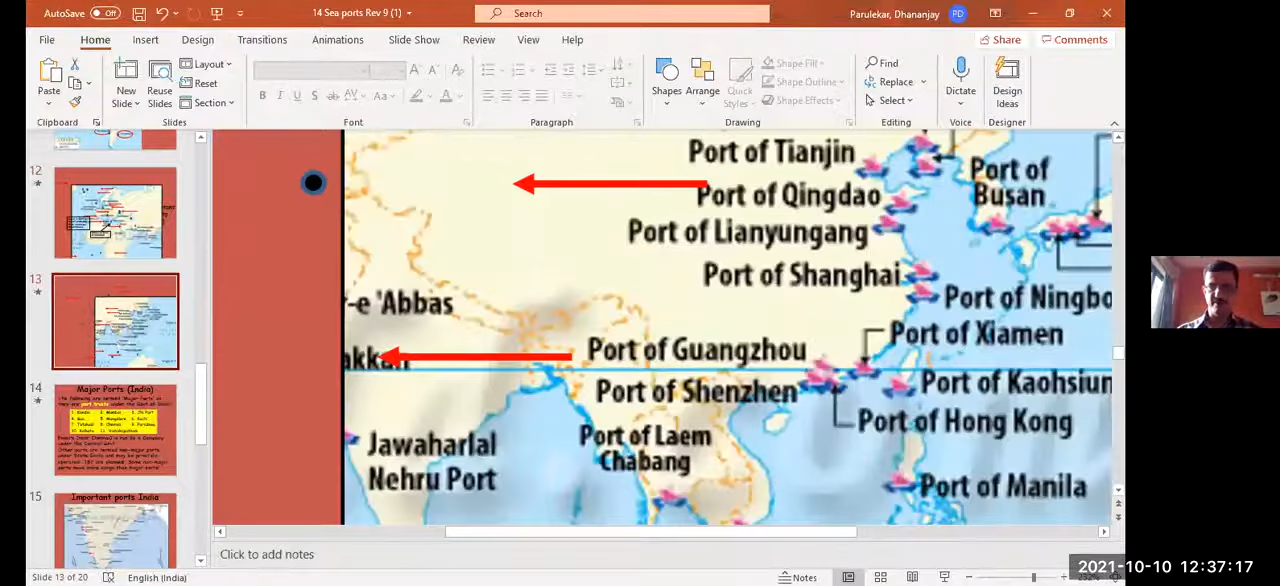 AutoSave Off
14 Sea ports Rev 9 (1)
Search
Parulekar, Dhananjay PD
File Home Insert Design Transitions Animations Slide Show Review View Help
Share Comments
Paste
New Slide
Reuse Slides
Layout
Reset
Section
B I U S ab AV Aa A
Shapes
Arrange
Quick Styles
Shape Fill
Shape Outline
Shape Effects
Find
Replace
Select
Dictate
Design Ideas
Clipboard Slides Font Paragraph Drawing Editing Voice Designer
12
13
14
Major Ports (India)
15
Important ports India
Port of Tianjin
Port of Busan
Port of Qingdao
Port of Lianyungang
Port of Shanghai
Port of Ningbo
r-e 'Abbas
Port of Xiamen
Port of Guangzhou
akkah
Port of Shenzhen
Port of Kaohsiun
Port of Hong Kong
Port of Laem Chabang
Jawaharlal Nehru Port
Port of Manila
Click to add notes
Slide 13 of 20
English (India)
Notes
2021-10-10 12:37:17